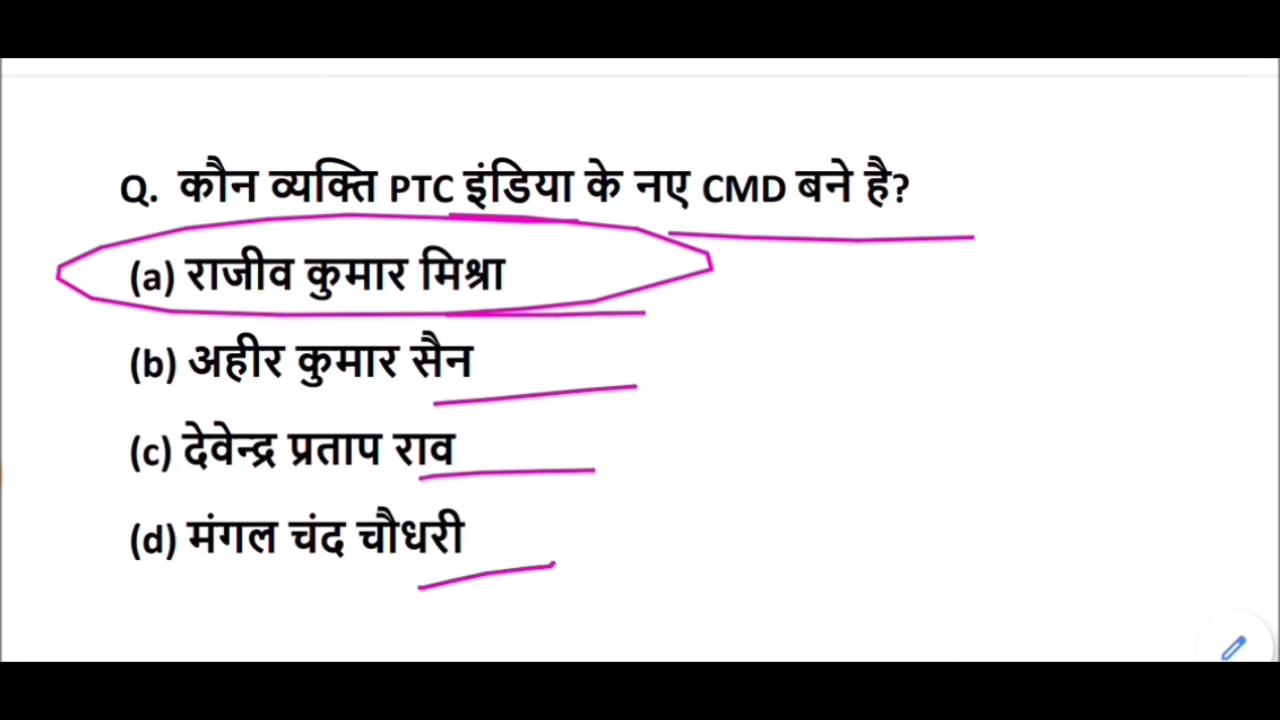 Q. कौन व्यक्ति PTC इंडिया के नए CMD बने है?
(a) राजीव कुमार मिश्रा
(b) अहीर कुमार सैन
(c) देवेन्द्र प्रताप राव
(d) मंगल चंद चौधरी